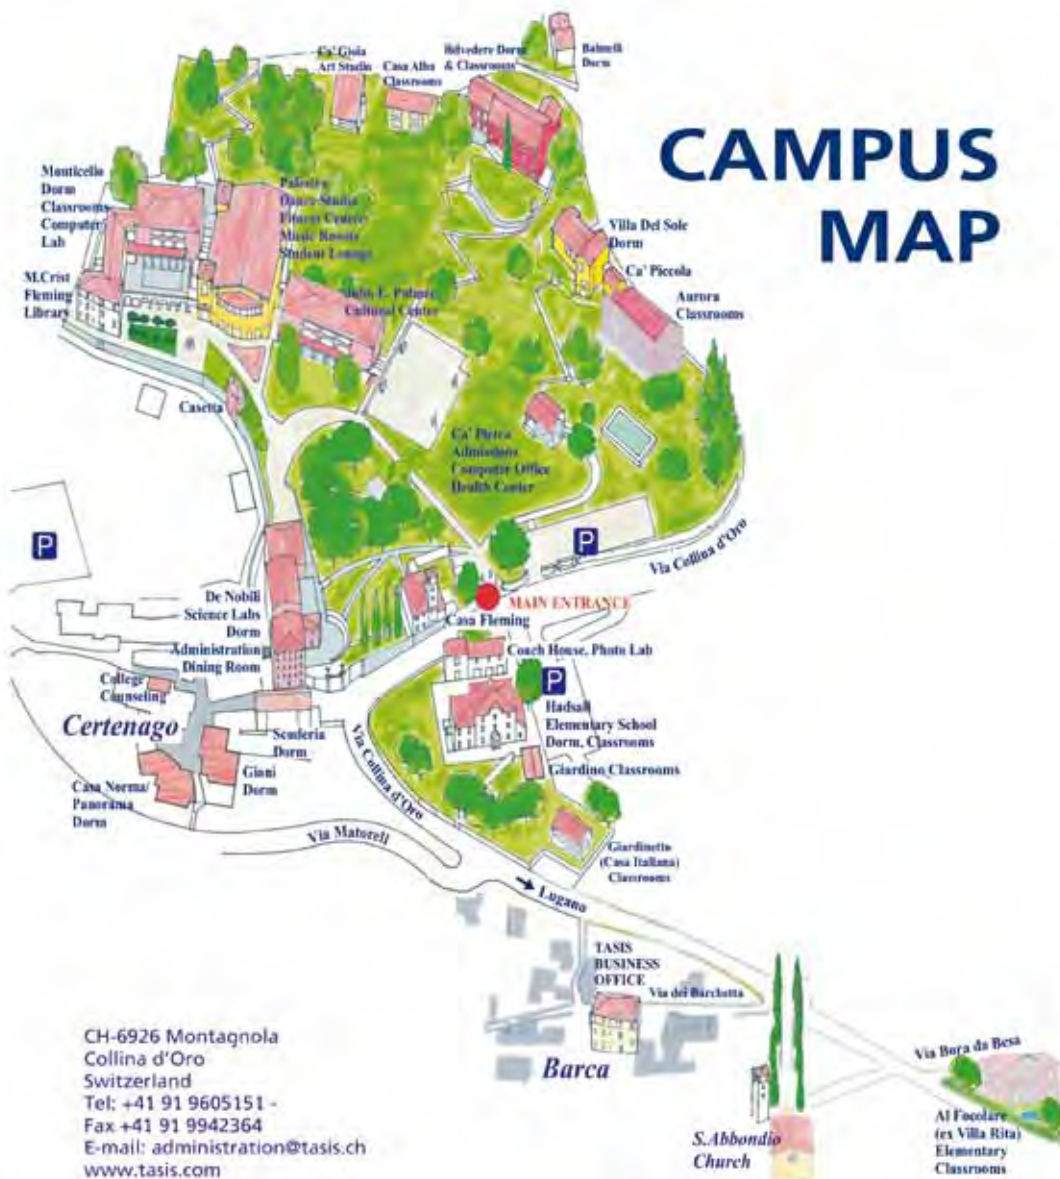 CAMPUS
MAP
Ca' Gioia
Art Studio
Casa Alba
Classrooms
Belvedere Dorm
& Classrooms
Balmelli
Dorm
Monticello
Dorm
Classrooms
Computer
Lab
Palestra
Dance Studio
Fitness Center
Music Rooms
Student Lounge
Villa Del Sole
Dorm
Ca' Piccola
M.Crist
Fleming
Library
John E. Palmer
Cultural Center
Aurora
Classrooms
Casetta
Ca' Pietra
Admissions
Computer Office
Health Center
P
P
Via Collina d'Oro
De Nobili
Science Labs
Dorm
Administration
Dining Room
MAIN ENTRANCE
Casa Fleming
Coach House, Photo Lab
College
Counseling
P
Hadsall
Elementary School
Dorm, Classrooms
Certenago
Scuderia
Dorm
Via Collina d'Oro
Giani
Dorm
Giardino Classrooms
Casa Norma/
Panorama
Dorm
Via Matorell
Giardinetto
(Casa Italiana)
Classrooms
Lugano
TASIS
BUSINESS
OFFICE
Via dei Barchetta
Barca
Via Bora da Besa
CH-6926 Montagnola
Collina d'Oro
Switzerland
Tel: +41 91 9605151 -
Fax +41 91 9942364
E-mail: administration@tasis.ch
www.tasis.com
S.Abbondio
Church
Al Focolare
(ex Villa Rita)
Elementary
Classrooms